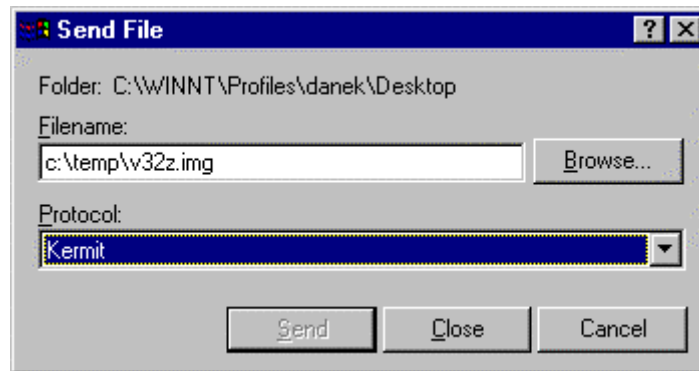 Send File
Folder: C:\WINNT\Profiles\danek\Desktop
Filename:
c:\temp\v32z.img
Browse...
Protocol:
Kermit
Send Close Cancel